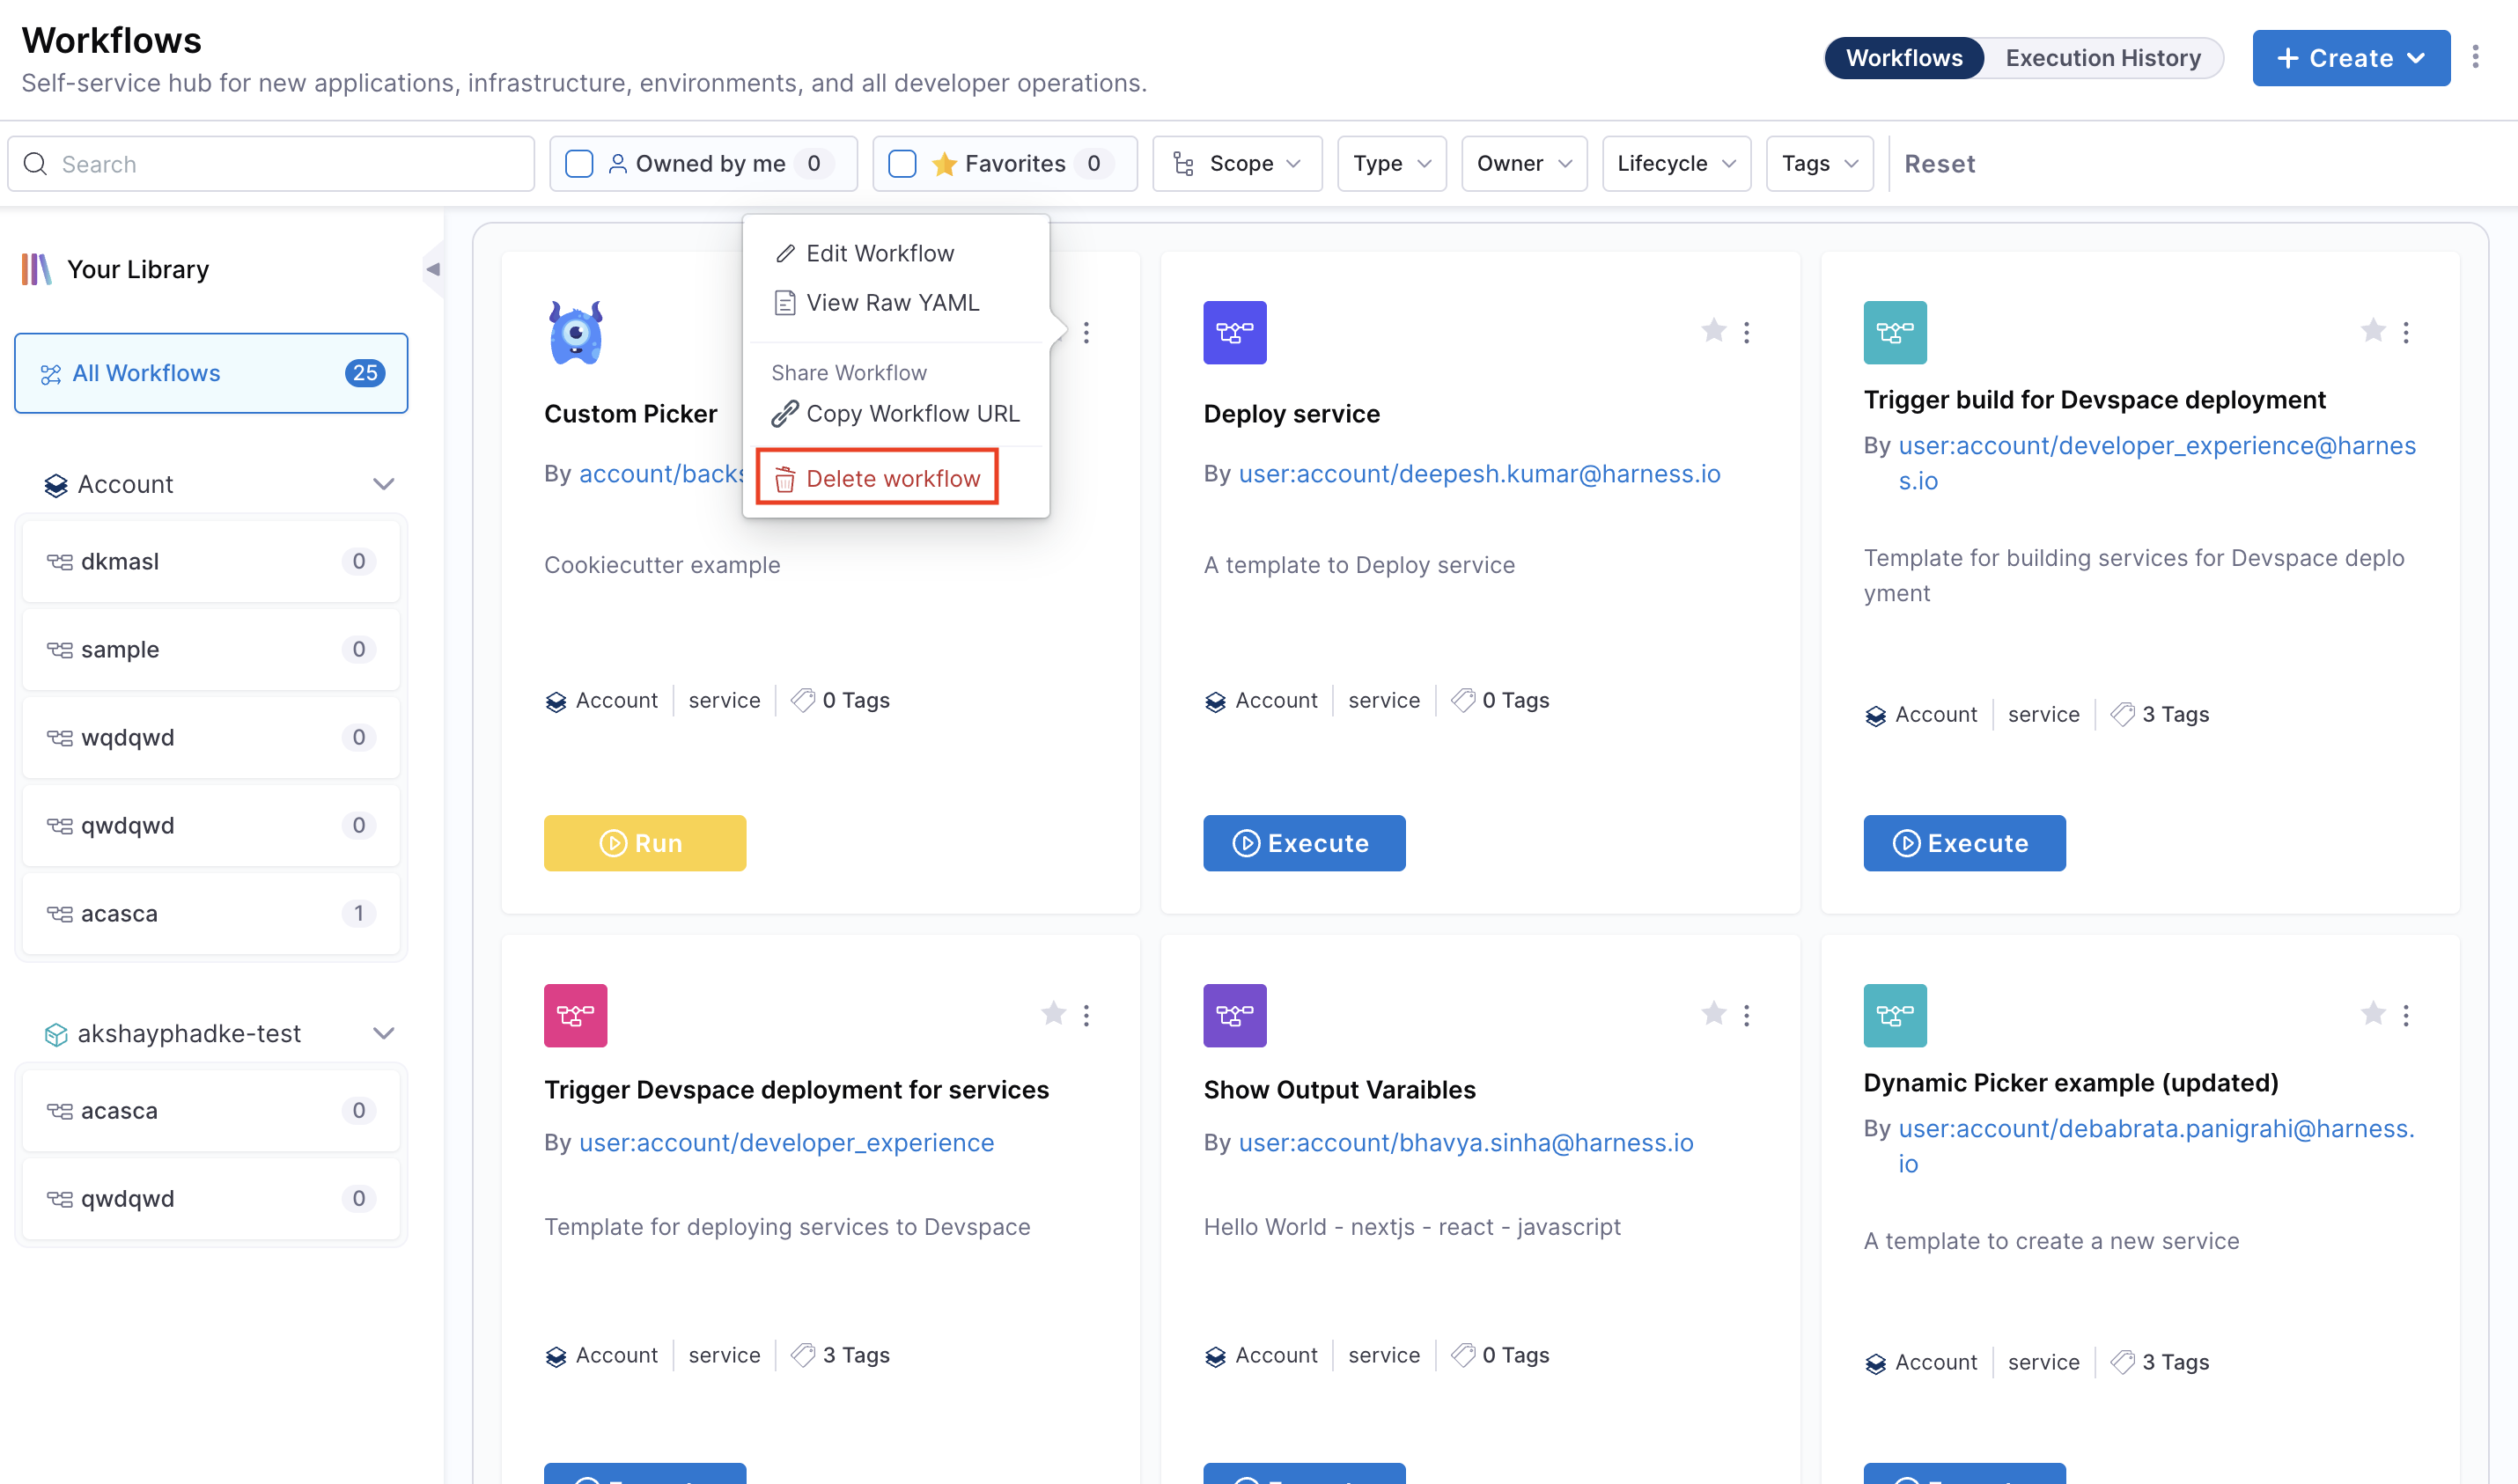 Workflows
Self-service hub for new applications, infrastructure, environments, and all developer operations.
Workflows
Execution History
+ Create
Search
Owned by me 0
Favorites 0
Scope
Type
Owner
Lifecycle
Tags
Reset
Your Library
All Workflows 25
Account
dkmasl 0
sample 0
wqdqwd 0
qwdqwd 0
acasca 1
akshayphadke-test
acasca 0
qwdqwd 0
Edit Workflow
View Raw YAML
Share Workflow
Copy Workflow URL
Delete workflow
Custom Picker
By account/backs
Cookiecutter example
Account service 0 Tags
Run
Deploy service
By user:account/deepesh.kumar@harness.io
A template to Deploy service
Account service 0 Tags
Execute
Trigger build for Devspace deployment
By user:account/developer_experience@harnes
s.io
Template for building services for Devspace deplo
yment
Account service 3 Tags
Execute
Trigger Devspace deployment for services
By user:account/developer_experience
Template for deploying services to Devspace
Account service 3 Tags
Show Output Varaibles
By user:account/bhavya.sinha@harness.io
Hello World - nextjs - react - javascript
Account service 0 Tags
Dynamic Picker example (updated)
By user:account/debabrata.panigrahi@harness.
io
A template to create a new service
Account service 3 Tags